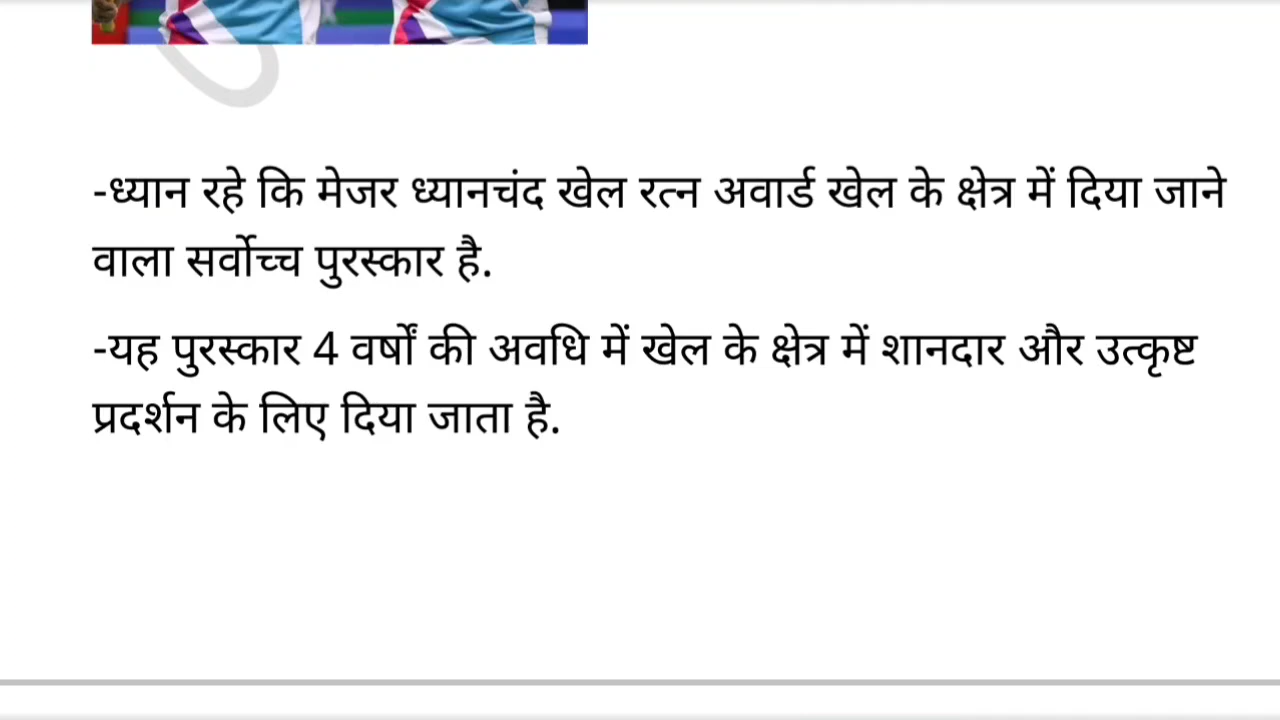 -ध्यान रहे कि मेजर ध्यानचंद खेल रत्न अवार्ड खेल के क्षेत्र में दिया जाने
वाला सर्वोच्च पुरस्कार है.
-यह पुरस्कार 4 वर्षों की अवधि में खेल के क्षेत्र में शानदार और उत्कृष्ट
प्रदर्शन के लिए दिया जाता है.